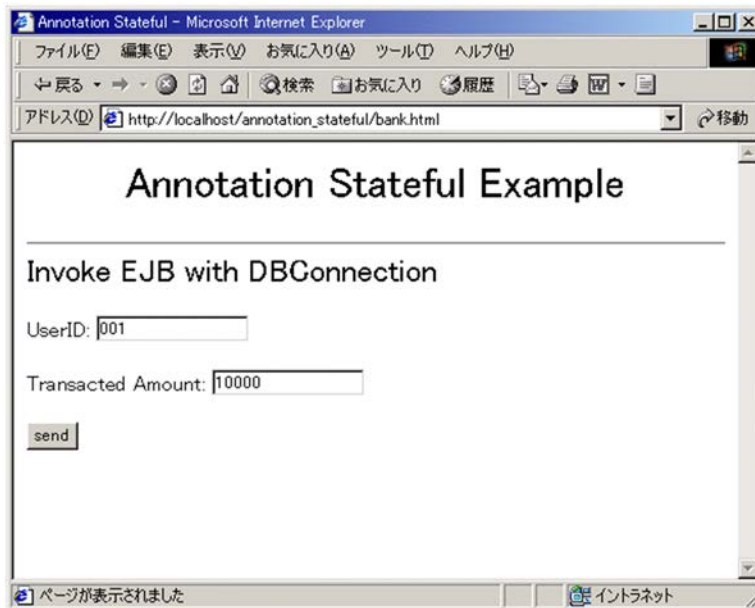 Annotation Stateful - Microsoft Internet Explorer
ファイル(F) 編集(E) 表示(V) お気に入り(A) ツール(T) ヘルプ(H)
戻る 検索 お気に入り 履歴
アドレス(D) http://localhost/annotation_stateful/bank.html 移動
Annotation Stateful Example
Invoke EJB with DBConnection
UserID: 001
Transacted Amount: 10000
send
ページが表示されました イントラネット